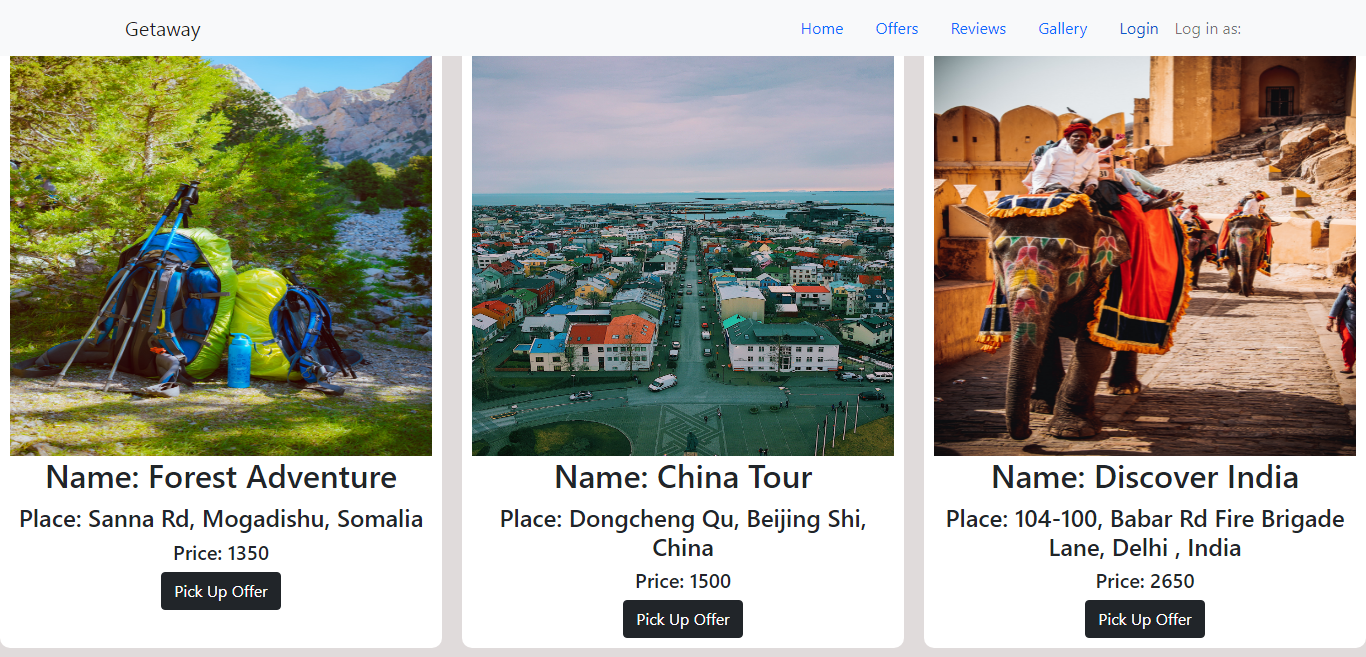 Getaway
Home
Offers
Reviews
Gallery
Login
Log in as:
Name: Forest Adventure
Place: Sanna Rd, Mogadishu, Somalia
Price: 1350
Pick Up Offer
Name: China Tour
Place: Dongcheng Qu, Beijing Shi,
China
Price: 1500
Pick Up Offer
Name: Discover India
Place: 104-100, Babar Rd Fire Brigade
Lane, Delhi , India
Price: 2650
Pick Up Offer